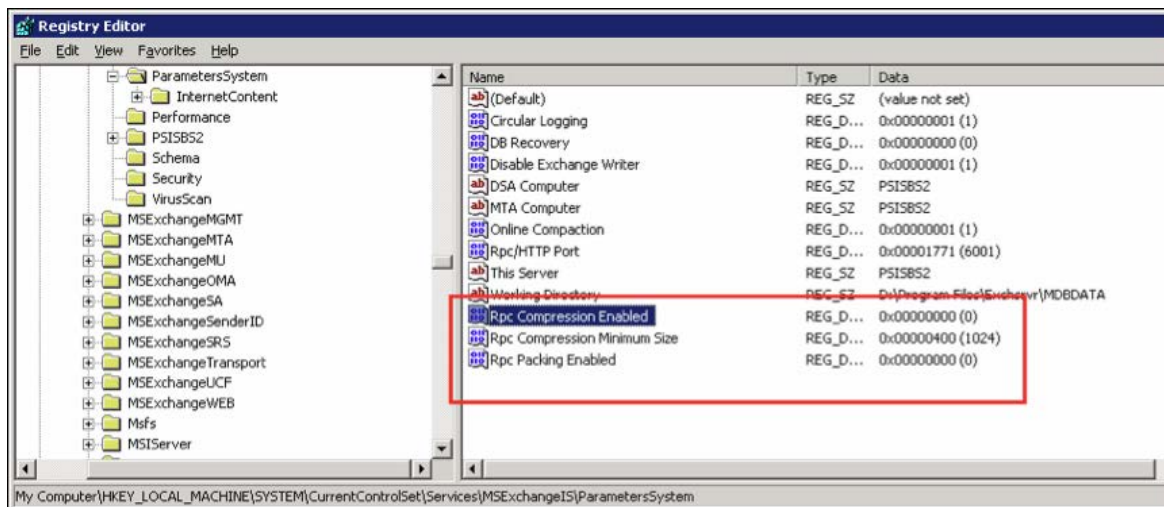 Registry Editor
File Edit View Favorites Help
ParametersSystem
InternetContent
Performance
PSISBS2
Schema
Security
VirusScan
MSExchangeMGMT
MSExchangeMTA
MSExchangeMU
MSExchangeOMA
MSExchangeSA
MSExchangeSenderID
MSExchangeSRS
MSExchangeTransport
MSExchangeUCF
MSExchangeWEB
Msfs
MSIServer
Name Type Data
(Default) REG_SZ (value not set)
Circular Logging REG_D... 0x00000001 (1)
DB Recovery REG_D... 0x00000000 (0)
Disable Exchange Writer REG_D... 0x00000001 (1)
DSA Computer REG_SZ PSISBS2
MTA Computer REG_SZ PSISBS2
Online Compaction REG_D... 0x00000001 (1)
Rpc/HTTP Port REG_D... 0x00001771 (6001)
This Server REG_SZ PSISBS2
Working Directory REG_SZ D:\Program Files\Exchsrvr\MDBDATA
Rpc Compression Enabled REG_D... 0x00000000 (0)
Rpc Compression Minimum Size REG_D... 0x00000400 (1024)
Rpc Packing Enabled REG_D... 0x00000000 (0)
My Computer\HKEY_LOCAL_MACHINE\SYSTEM\CurrentControlSet\Services\MSExchangeIS\ParametersSystem